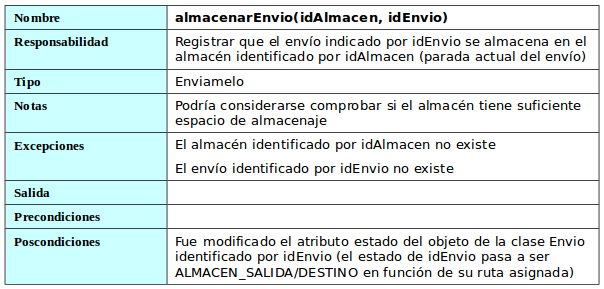 Nombre almacenarEnvio(idAlmacen, idEnvio)
Responsabilidad Registrar que el envío indicado por idEnvio se almacena en el
almacén identificado por idAlmacen (parada actual del envío)
Tipo Enviamelo
Notas Podría considerarse comprobar si el almacén tiene suficiente
espacio de almacenaje
Excepciones El almacén identificado por idAlmacen no existe
El envío identificado por idEnvio no existe
Salida
Precondiciones
Poscondiciones Fue modificado el atributo estado del objeto de la clase Envio
identificado por idEnvio (el estado de idEnvio pasa a ser
ALMACEN_SALIDA/DESTINO en función de su ruta asignada)